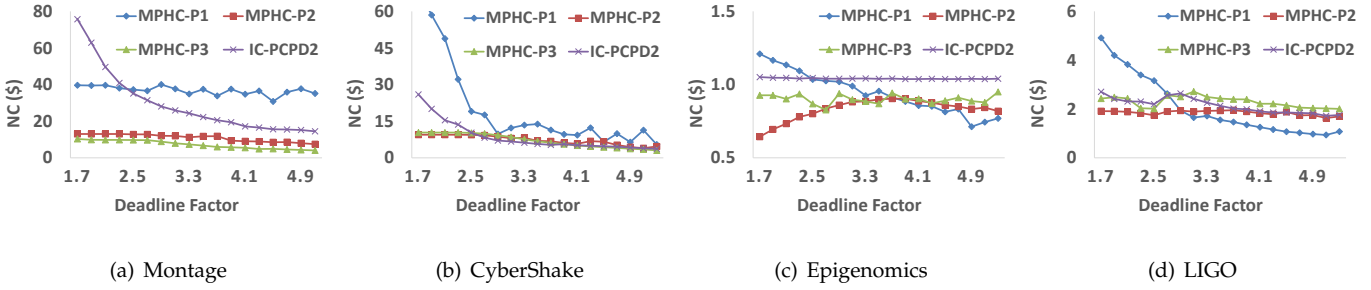 MPHC-P1 MPHC-P2
MPHC-P3 IC-PCPD2
NC ($)
80
60
40
20
0
1.7 2.5 3.3 4.1 4.9
Deadline Factor
(a) Montage
MPHC-P1 MPHC-P2
MPHC-P3 IC-PCPD2
NC ($)
60
45
30
15
0
1.7 2.5 3.3 4.1 4.9
Deadline Factor
(b) CyberShake
MPHC-P1 MPHC-P2
MPHC-P3 IC-PCPD2
NC ($)
1.5
1.0
0.5
1.7 2.5 3.3 4.1 4.9
Deadline Factor
(c) Epigenomics
MPHC-P1 MPHC-P2
MPHC-P3 IC-PCPD2
NC ($)
6
4
2
0
1.7 2.5 3.3 4.1 4.9
Deadline Factor
(d) LIGO